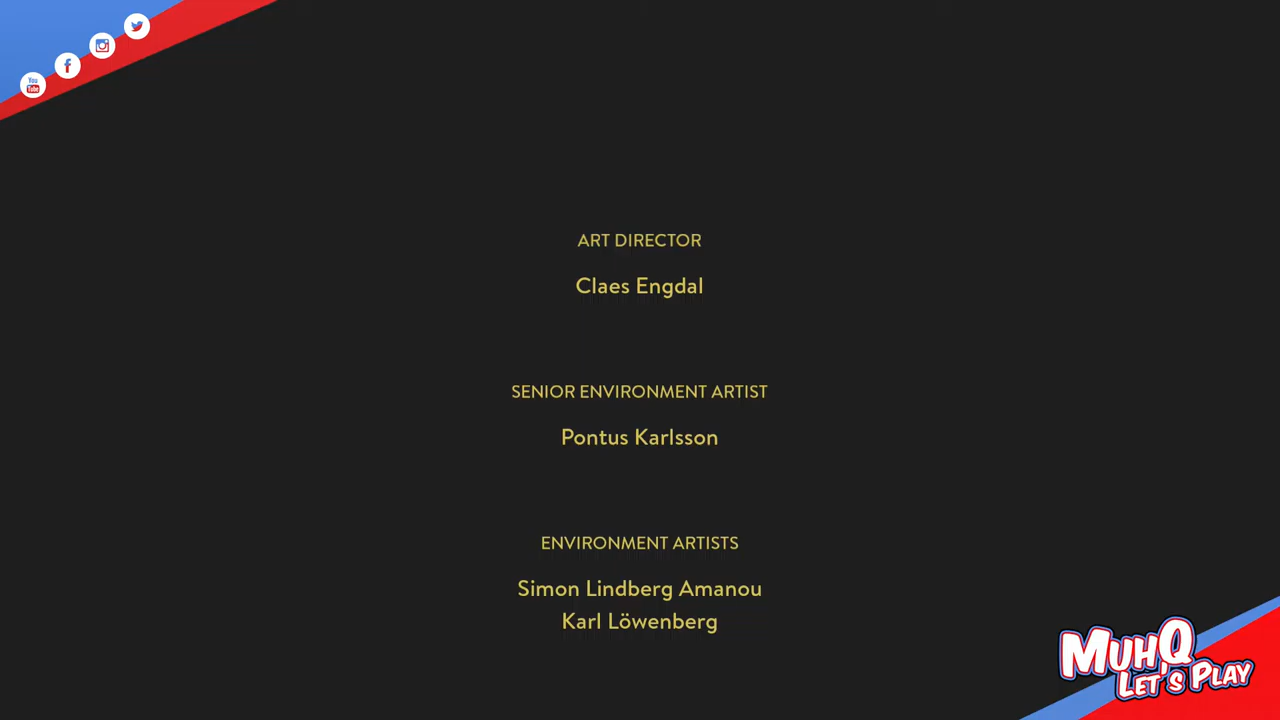 You
Tube
ART DIRECTOR
Claes Engdal
SENIOR ENVIRONMENT ARTIST
Pontus Karlsson
ENVIRONMENT ARTISTS
Simon Lindberg Amanou
Karl Löwenberg
MUHQ
LET'S PLAY